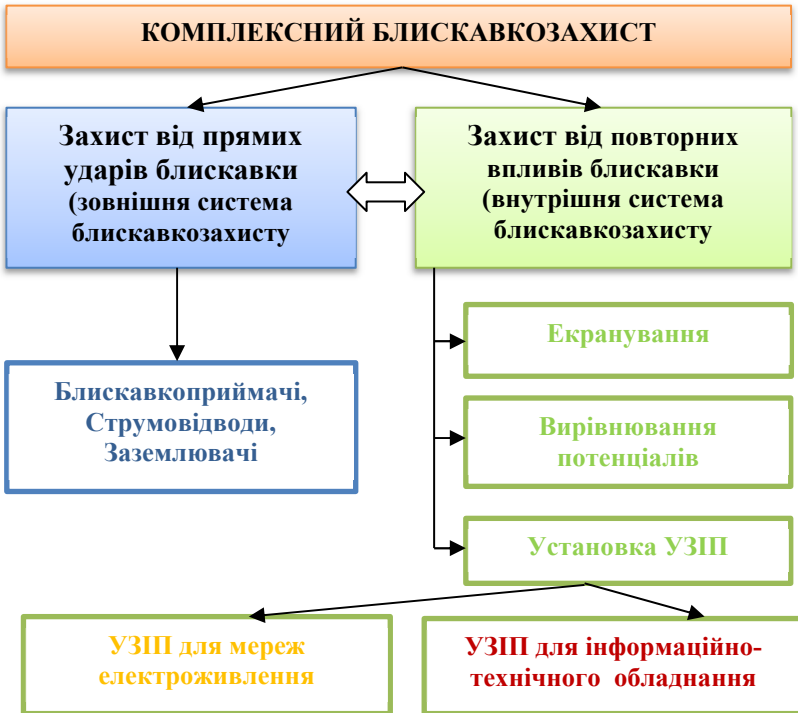 КОМПЛЕКСНИЙ БЛИСКАВКОЗАХИСТ
Захист від прямих
ударів блискавки
(зовнішня система
блискавкозахисту
Захист від повторних
впливів блискавки
(внутрішня система
блискавкозахисту
Блискавкоприймачі,
Струмовідводи,
Заземлювачі
Екранування
Вирівнювання
потенціалів
Установка УЗІП
УЗІП для мереж
електроживлення
УЗІП для інформаційно-
технічного обладнання